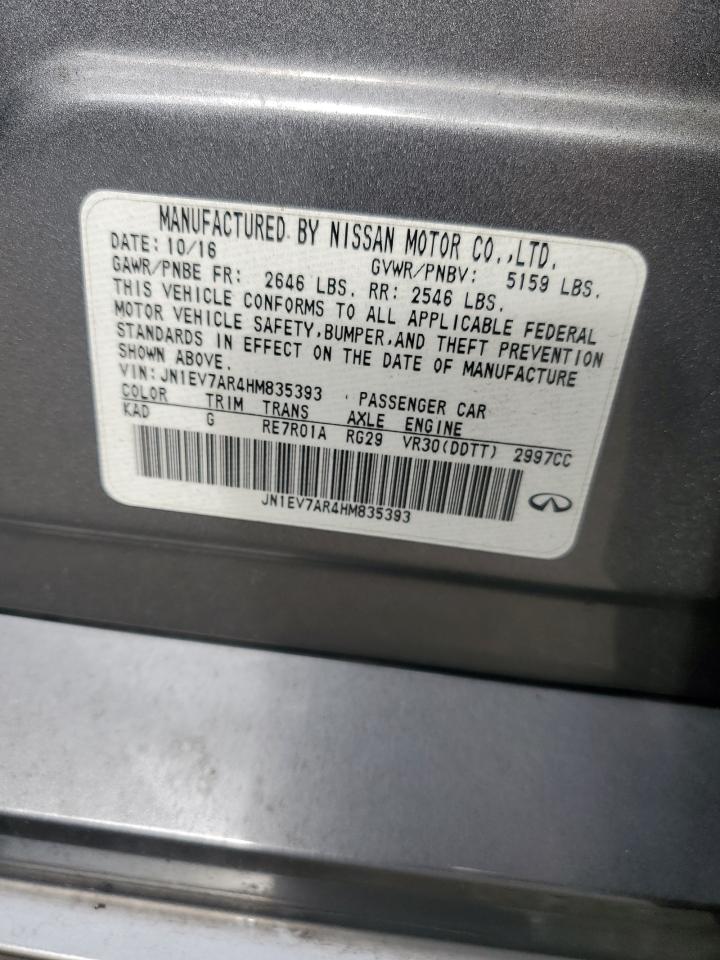 MANUFACTURED BY NISSAN MOTOR CO.,LTD.
DATE: 10/16 GVWR/PNBV: 5159 LBS.
GAWR/PNBE FR: 2646 LBS. RR: 2546 LBS.
THIS VEHICLE CONFORMS TO ALL APPLICABLE FEDERAL
MOTOR VEHICLE SAFETY,BUMPER,AND THEFT PREVENTION
STANDARDS IN EFFECT ON THE DATE OF MANUFACTURE
SHOWN ABOVE.
VIN: JN1EV7AR4HM835393 PASSENGER CAR
COLOR TRIM TRANS AXLE ENGINE
KAD G RE7R01A RG29 VR30(DDTT) 2997CC
JN1EV7AR4HM835393